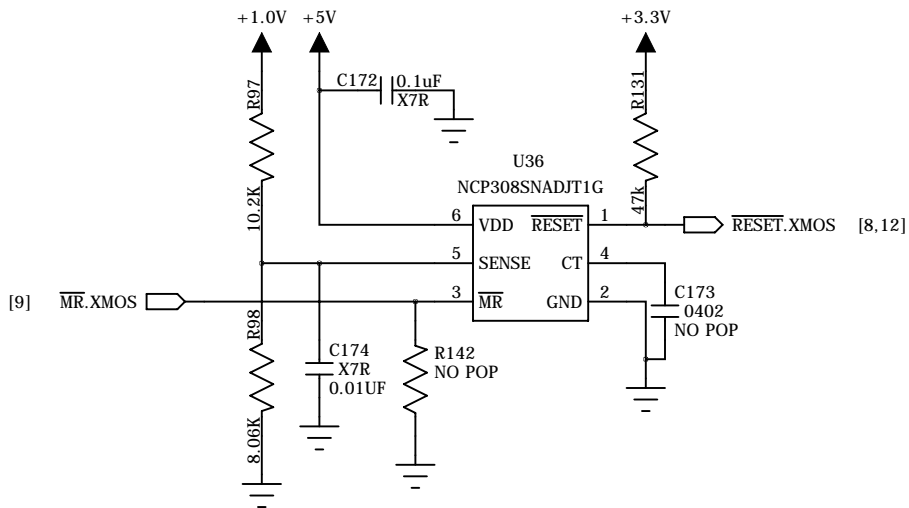 +1.0V +5V +3.3V
R97
C172 0.1uF
X7R
R131
U36
NCP308SNADJT1G
10.2K
47k
6 VDD RESET 1 RESET.XMOS [8,12]
5 SENSE CT 4
[9] MR.XMOS 3 MR GND 2
C173
0402
NO POP
R98
C174
X7R
0.01UF
R142
NO POP
8.06K